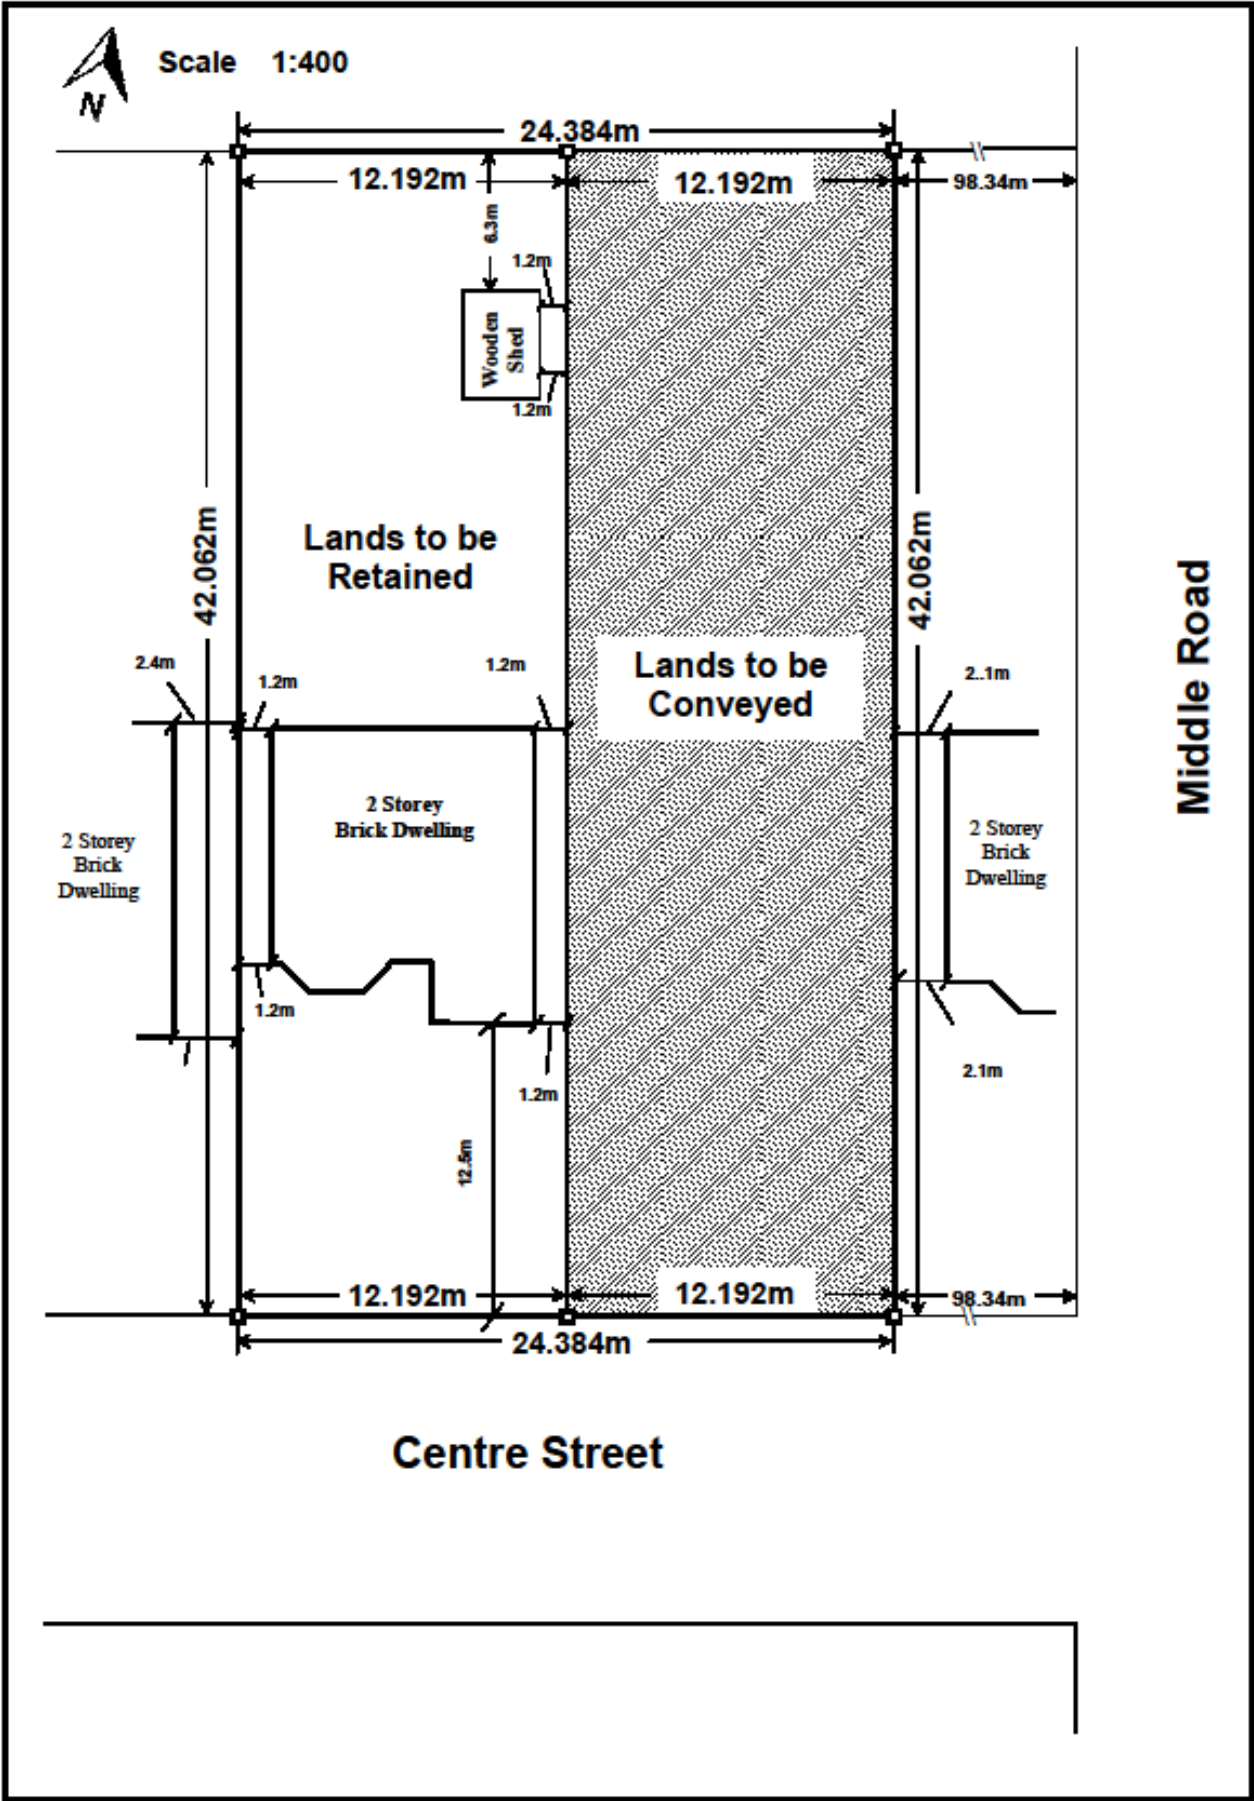 Scale 1:400
N
24.384m
12.192m
12.192m
98.34m
6.3m
1.2m
Wooden
Shed
1.2m
Lands to be
Retained
42.062m
42.062m
Lands to be
Conveyed
2.4m
1.2m
1.2m
2..1m
Middle Road
2 Storey
Brick Dwelling
2 Storey
Brick
Dwelling
2 Storey
Brick
Dwelling
1.2m
1.2m
2.1m
12.5m
12.192m
12.192m
98.34m
24.384m
Centre Street